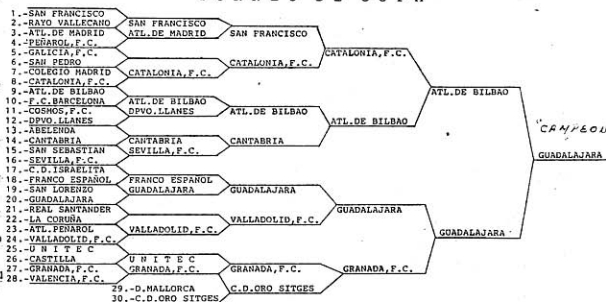 1.-SAN FRANCISCO
2.-RAYO VALLECANO
3.-ATL.DE MADRID
4.-PEÑAROL,F.C.
5.-GALICIA,F.C.
6.-SAN PEDRO
7.-COLEGIO MADRID
8.-CATALONIA,F.C.
9.-ATL.DE BILBAO
10.-F.C.BARCELONA
11.-COSMOS,F.C.
12.-DPVO.LLANES
13.-ABELENDA
14.-CANTABRIA
15.-SAN SEBASTIAN
16.-SEVILLA,F.C.
17.-C.D.ISRAELITA
18.-FRANCO ESPAÑOL
19.-SAN LORENZO
20.-GUADALAJARA
21.-REAL SANTANDER
22.-LA CORUÑA
23.-ATL.PEÑAROL
24.-VALLADOLID,F.C.
25.-U N I T E C
26.-CASTILLA
27.-GRANADA,F.C.
28.-VALENCIA,F.C.
29.-D.MALLORCA
30.-C.D.ORO SITGES
SAN FRANCISCO
ATL.DE MADRID
CATALONIA,F.C.
ATL.DE BILBAO
DPVO.LLANES
CANTABRIA
SEVILLA,F.C.
FRANCO ESPAÑOL
GUADALAJARA
VALLADOLID,F.C.
U N I T E C
GRANADA,F.C.
SAN FRANCISCO
CATALONIA,F.C.
ATL.DE BILBAO
CANTABRIA
GUADALAJARA
VALLADOLID,F.C.
GRANADA,F.C.
C.D.ORO SITGES
CATALONIA,F.C.
ATL.DE BILBAO
GUADALAJARA
GRANADA,F.C.
ATL.DE BILBAO
GUADALAJARA
GUADALAJARA